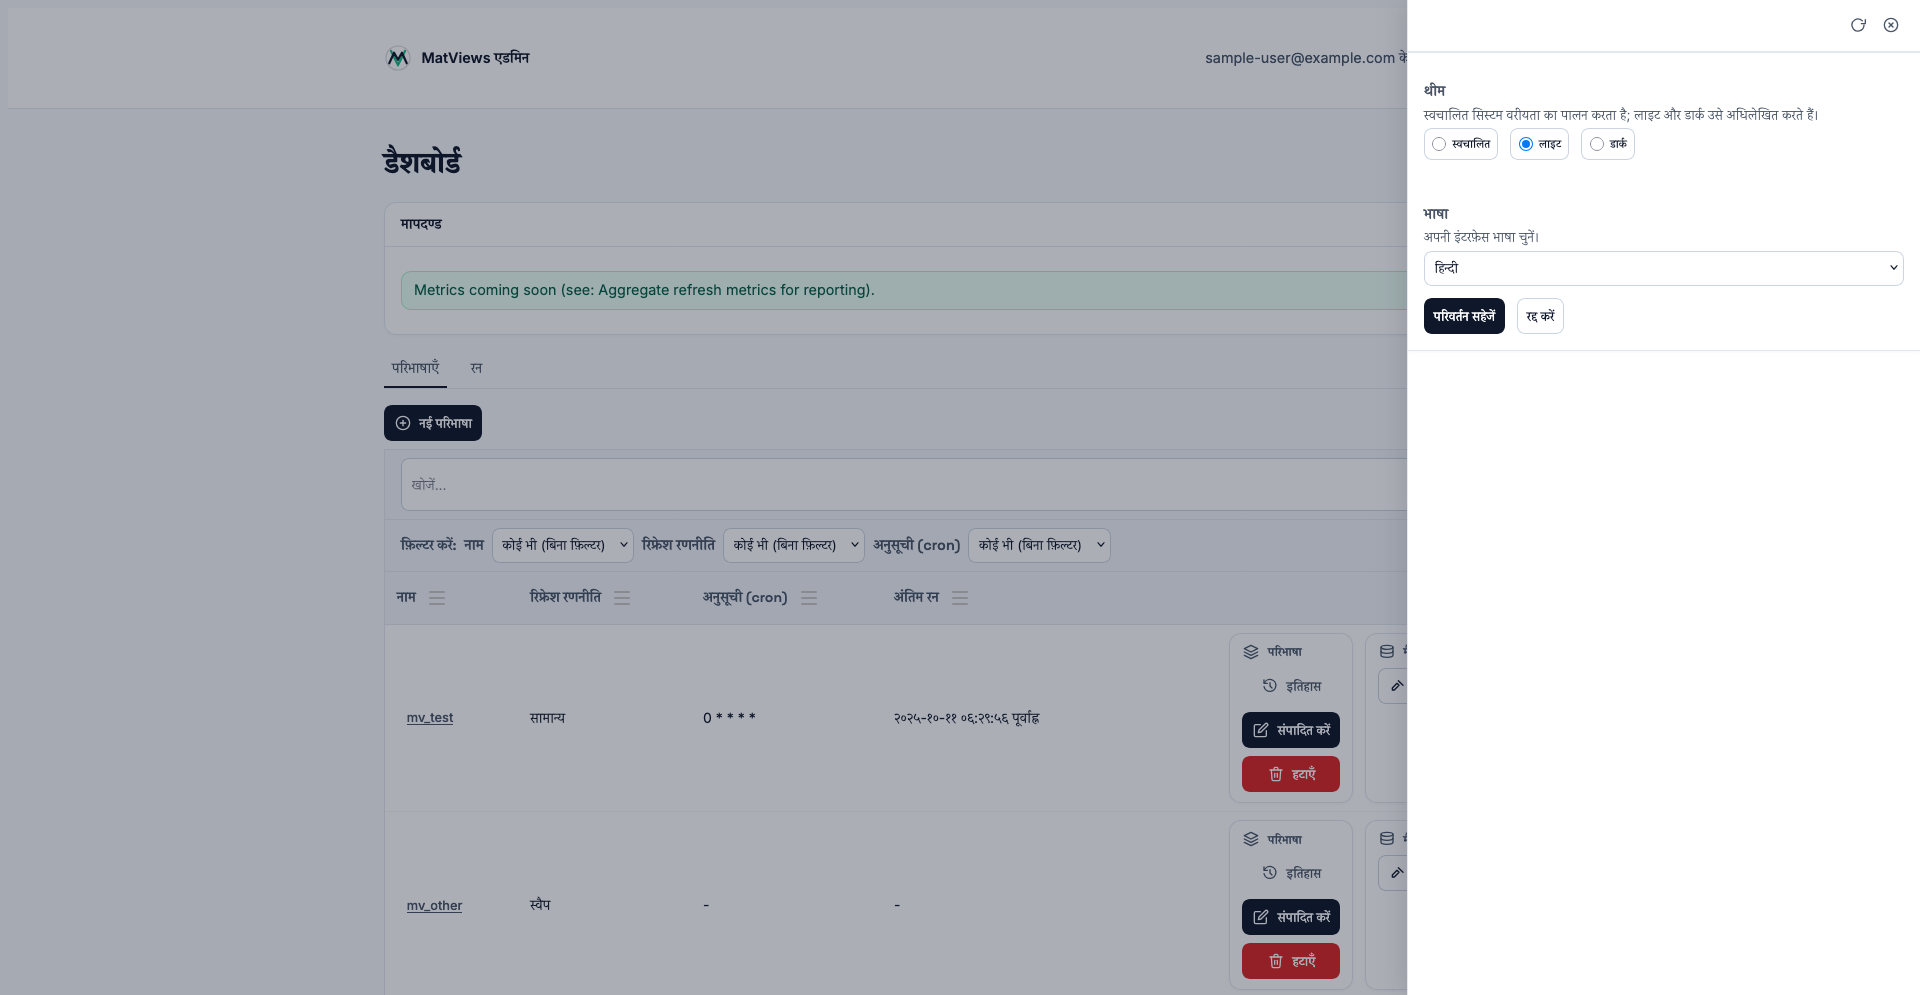 MatViews एडमिन
sample-user@example.com के
डैशबोर्ड
मापदण्ड
Metrics coming soon (see: Aggregate refresh metrics for reporting).
परिभाषाएँ रन
नई परिभाषा
खोजें...
फ़िल्टर करें: नाम कोई भी (बिना फ़िल्टर) रिफ्रेश रणनीति कोई भी (बिना फ़िल्टर) अनुसूची (cron) कोई भी (बिना फ़िल्टर)
नाम रिफ्रेश रणनीति अनुसूची (cron) अंतिम रन
परिभाषा
इतिहास
mv_test सामान्य 0 * * * * २०२५-१०-११ ०६:२९:५६ पूर्वाह्न
संपादित करें
हटाएँ
परिभाषा
इतिहास
mv_other स्वैप - -
संपादित करें
हटाएँ
थीम
स्वचालित सिस्टम वरीयता का पालन करता है; लाइट और डार्क उसे अधिलेखित करते हैं।
स्वचालित लाइट डार्क
भाषा
अपनी इंटरफ़ेस भाषा चुनें।
हिन्दी
परिवर्तन सहेजें रद्द करें